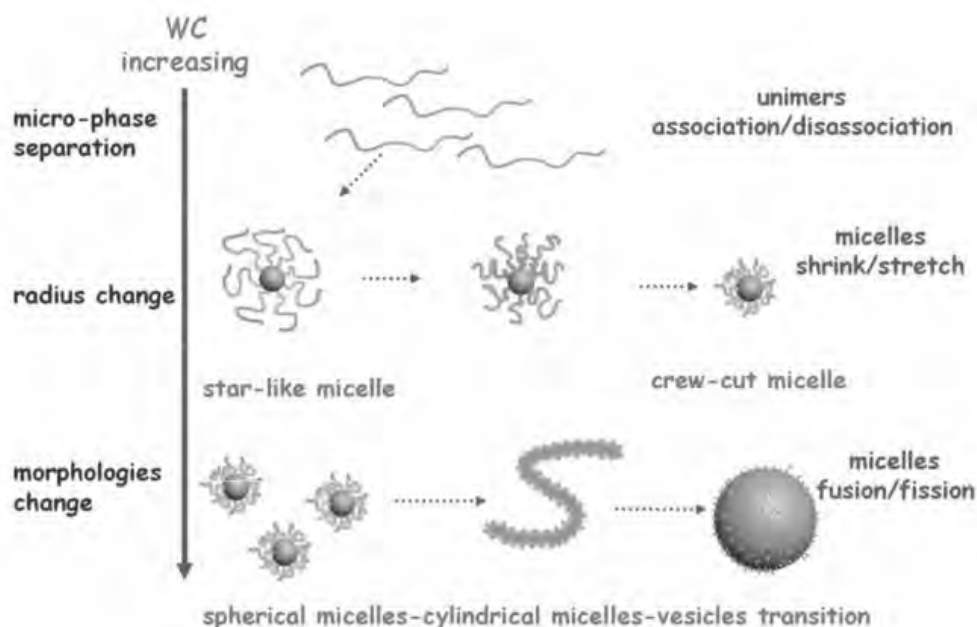 WC
increasing
micro-phase
separation
unimers
association/disassociation
radius change
micelles
shrink/stretch
star-like micelle
crew-cut micelle
morphologies
change
micelles
fusion/fission
spherical micelles-cylindrical micelles-vesicles transition